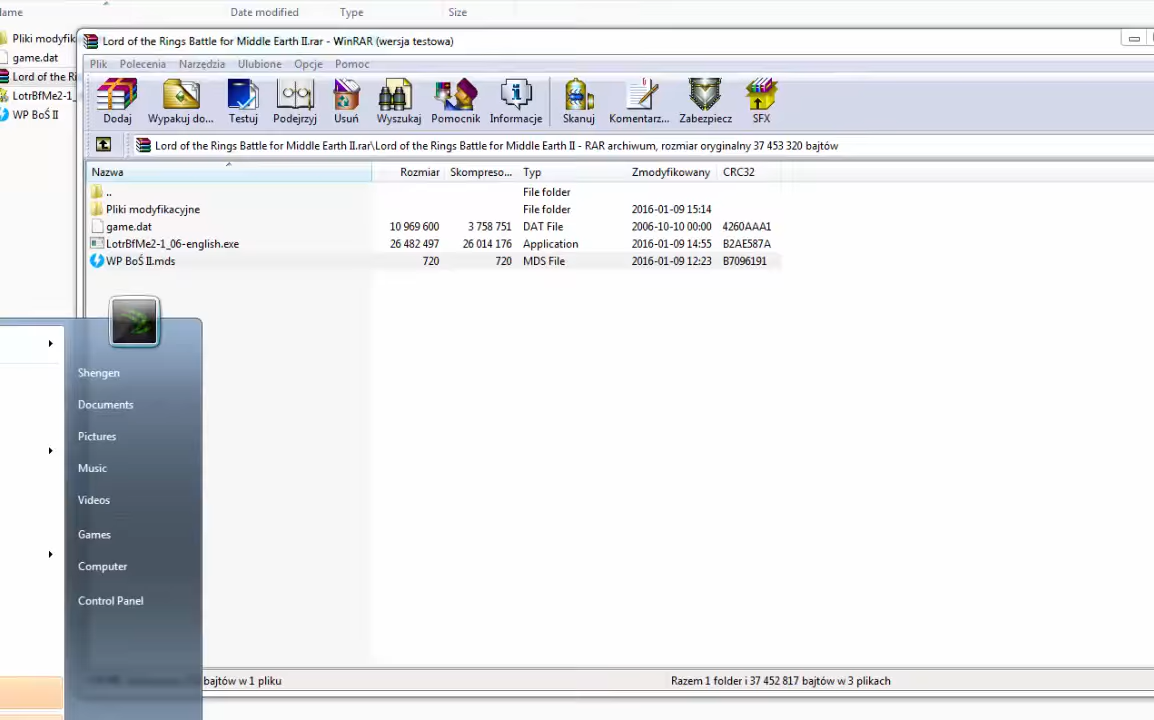 Name Date modified Type Size
Pliki modyfik
game.dat
Lord of the Ri
LotrBfMe2-1_
WP BoŚ II
Lord of the Rings Battle for Middle Earth II.rar - WinRAR (wersja testowa)
Plik Polecenia Narzędzia Ulubione Opcje Pomoc
Dodaj Wypakuj do... Testuj Podejrzyj Usuń Wyszukaj Pomocnik Informacje Skanuj Komentarz... Zabezpiecz SFX
Lord of the Rings Battle for Middle Earth II.rar\Lord of the Rings Battle for Middle Earth II - RAR archiwum, rozmiar oryginalny 37 453 320 bajtów
Nazwa Rozmiar Skompreso... Typ Zmodyfikowany CRC32
.. File folder
Pliki modyfikacyjne File folder 2016-01-09 15:14
game.dat 10 969 600 3 758 751 DAT File 2006-10-10 00:00 4260AAA1
LotrBfMe2-1_06-english.exe 26 482 497 26 014 176 Application 2016-01-09 14:55 B2AE587A
WP BoŚ II.mds 720 720 MDS File 2016-01-09 12:23 B7096191
Shengen
Documents
Pictures
Music
Videos
Games
Computer
Control Panel
bajtów w 1 pliku Razem 1 folder i 37 452 817 bajtów w 3 plikach